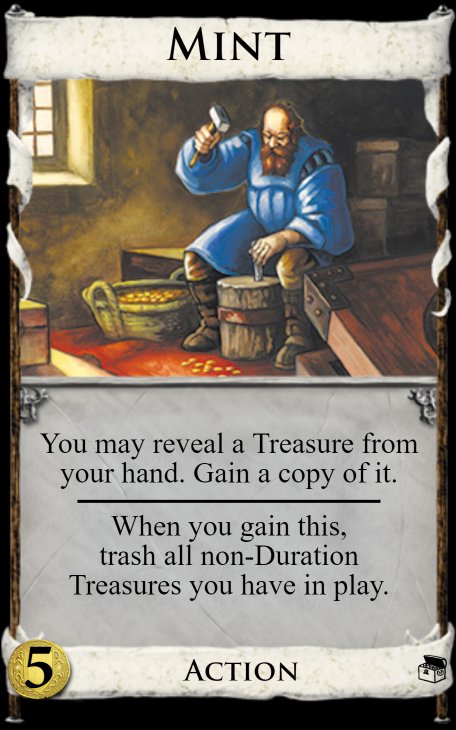 MINT
You may reveal a Treasure from
your hand. Gain a copy of it.
When you gain this,
trash all non-Duration
Treasures you have in play.
5
ACTION